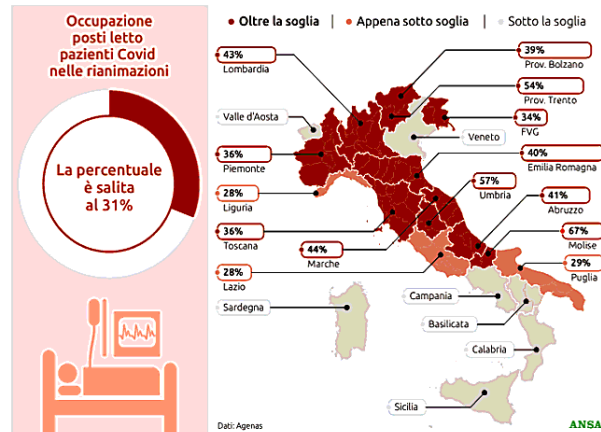 Occupazione
posti letto
pazienti Covid
nelle rianimazioni
La percentuale
è salita
al 31%
Oltre la soglia | Appena sotto soglia | Sotto la soglia
43%
Lombardia
Valle d'Aosta
36%
Piemonte
28%
Liguria
36%
Toscana
44%
Marche
28%
Lazio
Sardegna
39%
Prov. Bolzano
54%
Prov. Trento
34%
FVG
Veneto
40%
Emilia Romagna
57%
Umbria
41%
Abruzzo
67%
Molise
29%
Puglia
Campania
Basilicata
Calabria
Sicilia
Dati: Agenas
ANSA